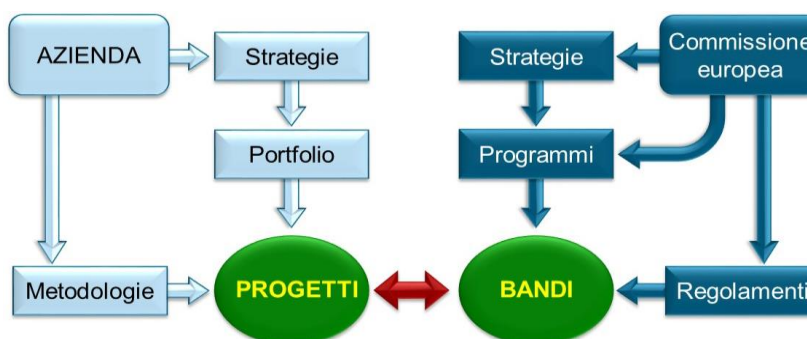 AZIENDA
Strategie
Strategie
Commissione
europea
Portfolio
Programmi
Metodologie
PROGETTI
BANDI
Regolamenti